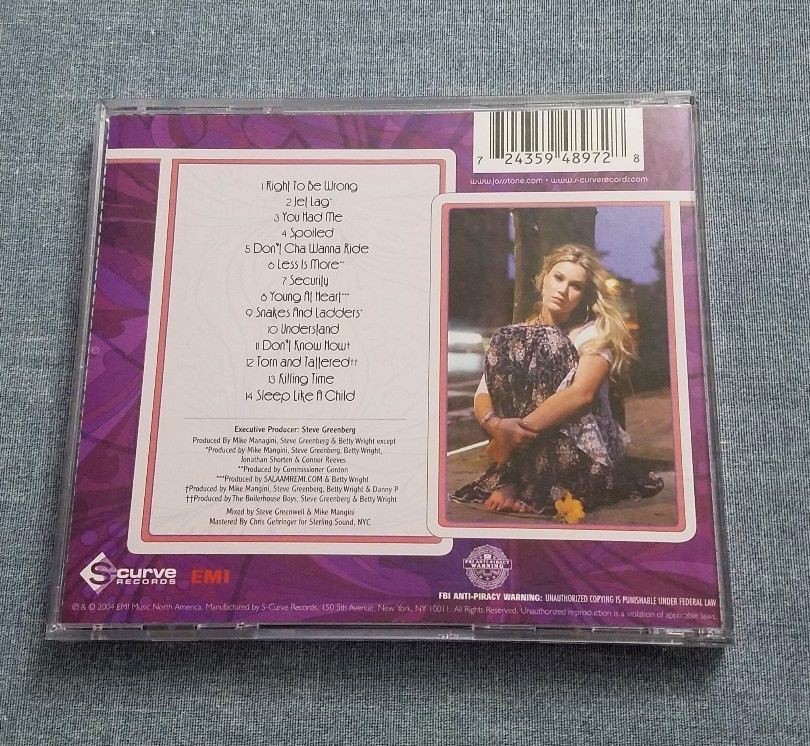 7 24359 48972 8
www.jossstone.com • www.s-curverecords.com
1 Right To Be Wrong
2 Jet Lag*
3 You Had Me
4 Spoiled
5 Don't Cha Wanna Ride
6 Less Is More**
7 Security
8 Young At Heart***
9 Snakes And Ladders*
10 Understand
11 Don't Know How†
12 Torn and Tattered††
13 Killing Time
14 Sleep Like A Child
Executive Producer: Steve Greenberg
Produced By Mike Managini, Steve Greenberg & Betty Wright except
*Produced by Mike Mangini, Steve Greenberg, Betty Wright,
Jonathan Shorten & Connor Reeves
**Produced by Commissioner Gordon
***Produced by SALAAMREMI.COM & Betty Wright
†Produced by Mike Mangini, Steve Greenberg, Betty Wright & Danny P
††Produced by The Boilerhouse Boys, Steve Greenberg & Betty Wright
Mixed by Steve Greenwell & Mike Mangini
Mastered By Chris Gehringer for Sterling Sound, NYC
S-curve
RECORDS
EMI
FBI ANTI-PIRACY
WARNING
FBI ANTI-PIRACY WARNING: UNAUTHORIZED COPYING IS PUNISHABLE UNDER FEDERAL LAW
℗ & © 2004 EMI Music North America. Manufactured by S-Curve Records, 150 5th Avenue, New York, NY, 10011. All Rights Reserved. Unauthorized reproduction is a violation of applicable laws.